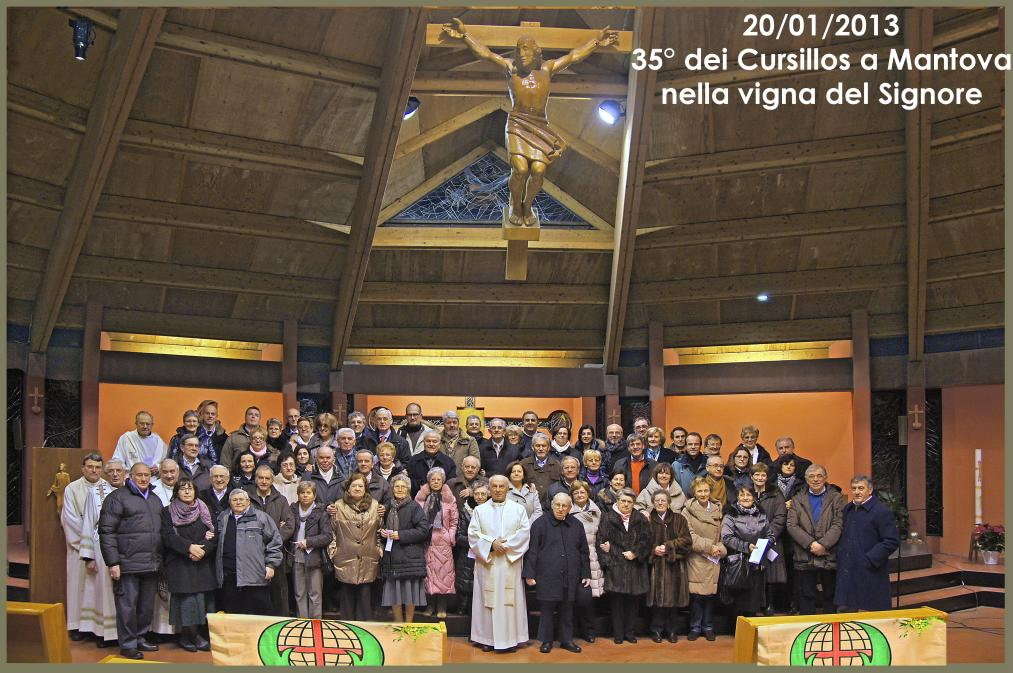 20/01/2013
35° dei Cursillos a Mantova
nella vigna del Signore